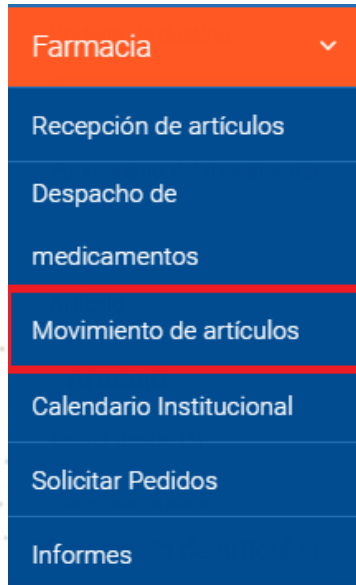 Farmacia
Recepción de artículos
Despacho de
medicamentos
Movimiento de artículos
Calendario Institucional
Solicitar Pedidos
Informes